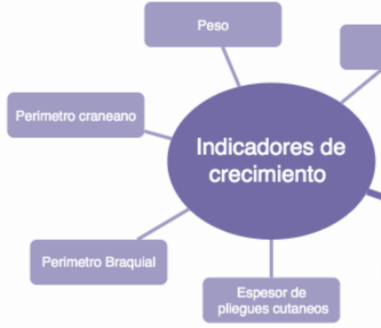 Peso
Perimetro craneano
Indicadores de
crecimiento
Perimetro Braquial
Espesor de
pliegues cutaneos